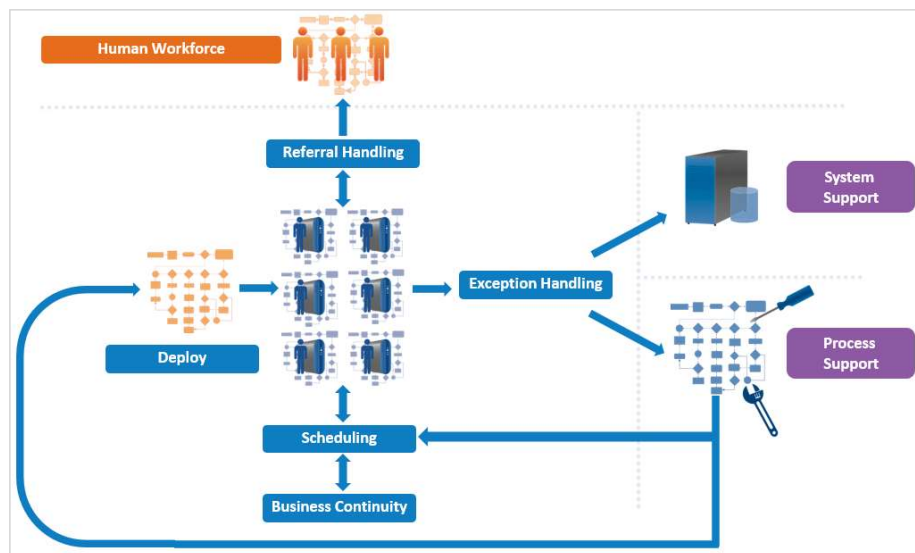 Human Workforce
Referral Handling
System
Support
Exception Handling
Deploy
Process
Support
Scheduling
Business Continuity